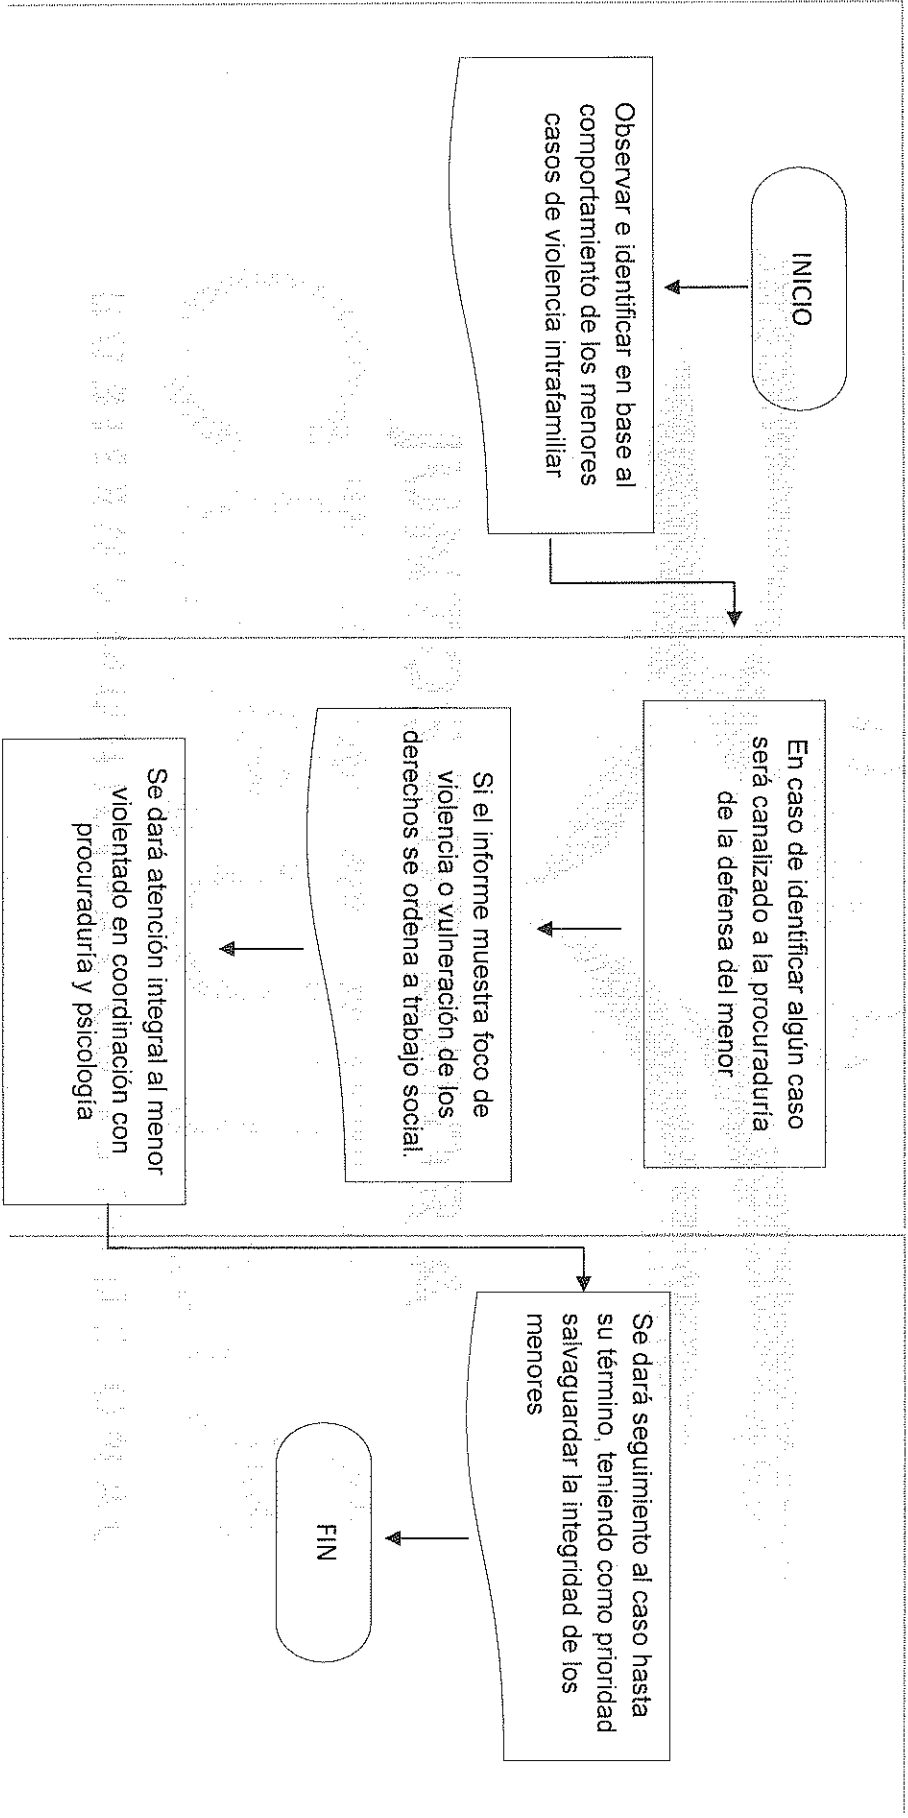 INICIO
Observar e identificar en base al
comportamiento de los menores
casos de violencia intrafamiliar
En caso de identificar algún caso
será canalizado a la procuraduría
de la defensa del menor
Si el informe muestra foco de
violencia o vulneración de los
derechos se ordena a trabajo social.
Se dará atención integral al menor
violentado en coordinación con
procuraduría y psicología
Se dará seguimiento al caso hasta
su término, teniendo como prioridad
salvaguardar la integridad de los
menores
FIN